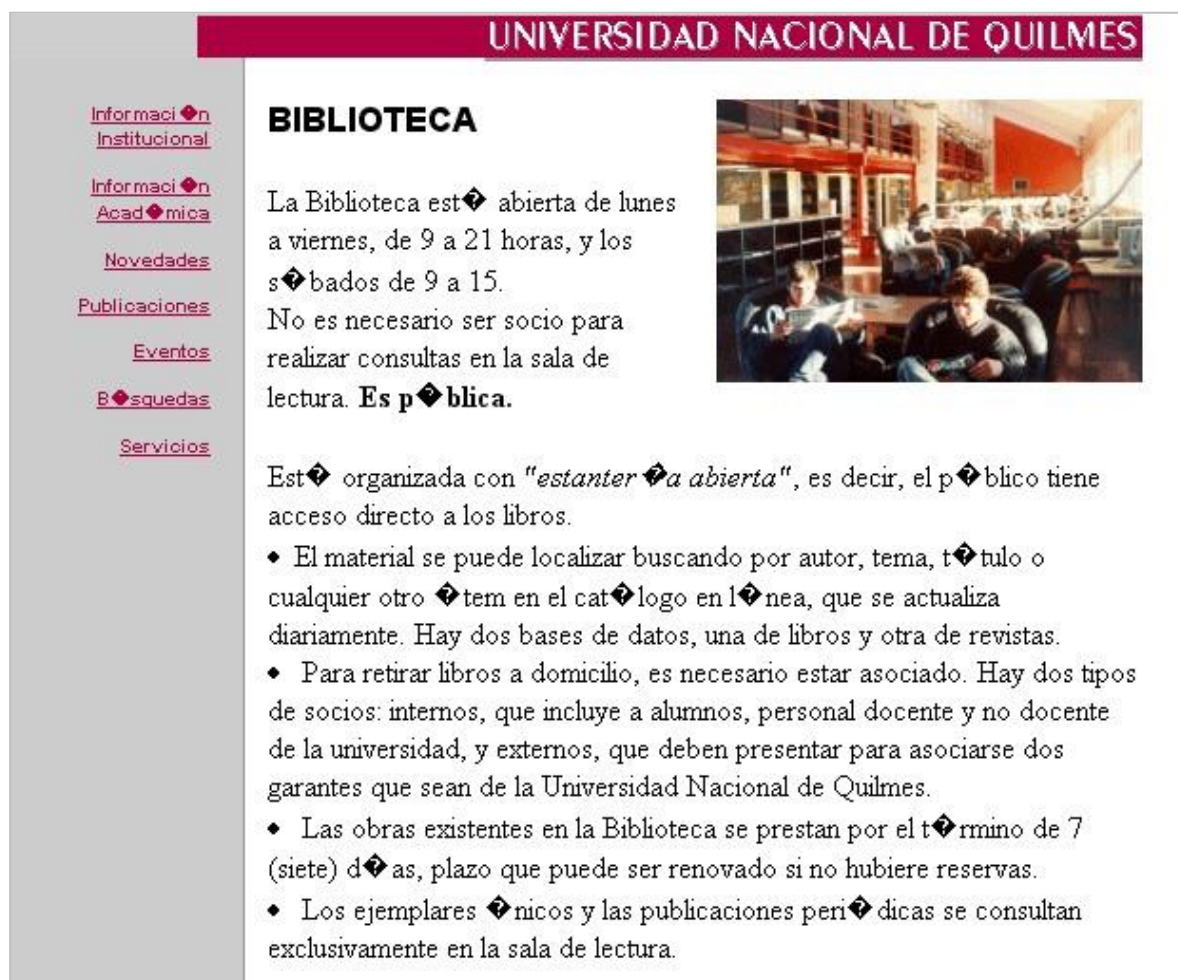 UNIVERSIDAD NACIONAL DE QUILMES
Informaci�n
Institucional
Informaci�n
Acad�mica
Novedades
Publicaciones
Eventos
B�squedas
Servicios
BIBLIOTECA
La Biblioteca est� abierta de lunes
a viernes, de 9 a 21 horas, y los
s�bados de 9 a 15.
No es necesario ser socio para
realizar consultas en la sala de
lectura. Es p�blica.
Est� organizada con "estanter�a abierta", es decir, el p�blico tiene
acceso directo a los libros.
• El material se puede localizar buscando por autor, tema, t�tulo o
cualquier otro �tem en el cat�logo en l�nea, que se actualiza
diariamente. Hay dos bases de datos, una de libros y otra de revistas.
• Para retirar libros a domicilio, es necesario estar asociado. Hay dos tipos
de socios: internos, que incluye a alumnos, personal docente y no docente
de la universidad, y externos, que deben presentar para asociarse dos
garantes que sean de la Universidad Nacional de Quilmes.
• Las obras existentes en la Biblioteca se prestan por el t�rmino de 7
(siete) d�as, plazo que puede ser renovado si no hubiere reservas.
• Los ejemplares �nicos y las publicaciones peri�dicas se consultan
exclusivamente en la sala de lectura.